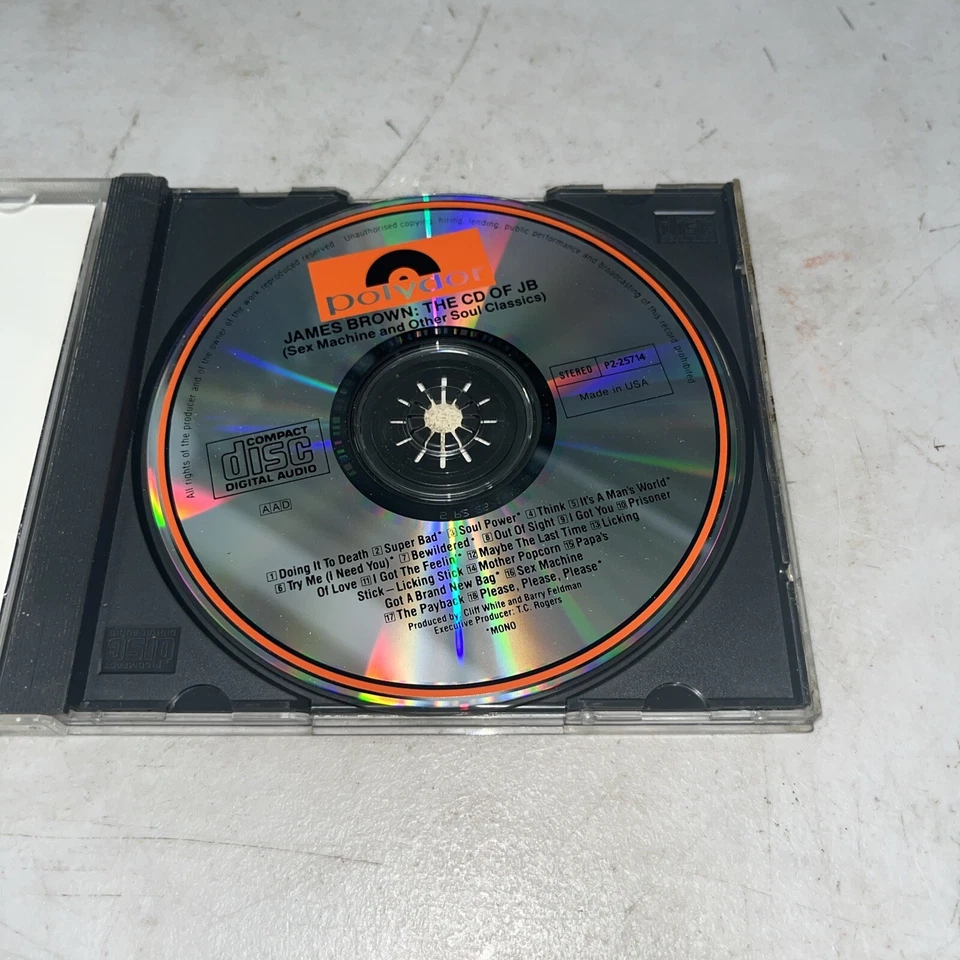 All rights of the producer and of the owner of the work reproduced reserved Unauthorised copying, hiring, lending, public performance and broadcasting of this record prohibited
polydor
JAMES BROWN: THE CD OF JB
(Sex Machine and Other Soul Classics)
STEREO P2-25714
Made in USA
COMPACT
disc
DIGITAL AUDIO
AAD
1 Doing It To Death 2 Super Bad* 3 Soul Power* 4 Think 5 It's A Man's World*
6 Try Me (I Need You)* 7 Bewildered* 8 Out Of Sight 9 I Got You 10 Prisoner
Of Love 11 I Got The Feelin' 12 Maybe The Last Time 13 Licking
Stick – Licking Stick 14 Mother Popcorn 15 Papa's
Got A Brand New Bag* 16 Sex Machine
17 The Payback 18 Please, Please, Please*
Produced by Cliff White and Barry Feldman
Executive Producer: T.C. Rogers
*MONO